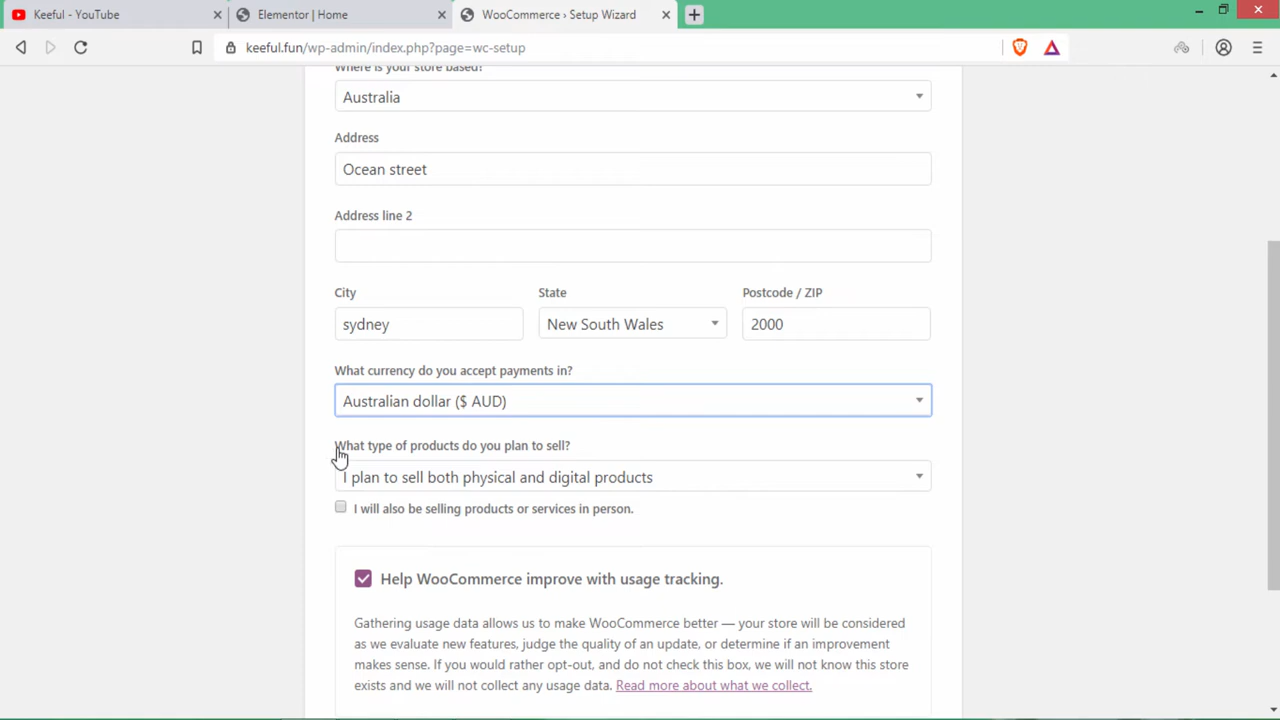 Keeful - YouTube
Elementor | Home
WooCommerce › Setup Wizard
keeful.fun/wp-admin/index.php?page=wc-setup
Where is your store based?
Australia
Address
Ocean street
Address line 2
City
State
Postcode / ZIP
sydney
New South Wales
2000
What currency do you accept payments in?
Australian dollar ($ AUD)
What type of products do you plan to sell?
I plan to sell both physical and digital products
I will also be selling products or services in person.
Help WooCommerce improve with usage tracking.
Gathering usage data allows us to make WooCommerce better — your store will be considered
as we evaluate new features, judge the quality of an update, or determine if an improvement
makes sense. If you would rather opt-out, and do not check this box, we will not know this store
exists and we will not collect any usage data. Read more about what we collect.